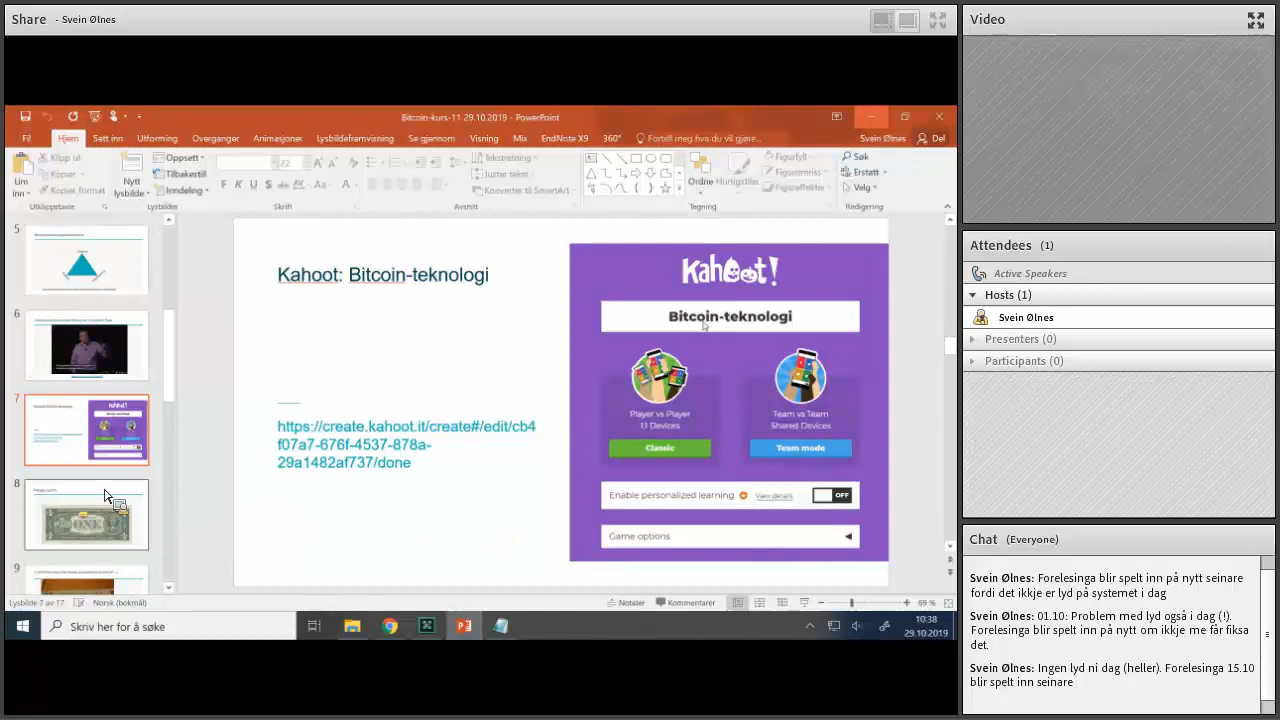 Share - Svein Ølnes
Video
Bitcoin-kurs-11 29.10.2019 - PowerPoint
Fil Hjem Sett inn Utforming Overganger Animasjoner Lysbildefremvisning Se gjennom Visning Mix EndNote X9 360° Fortell meg hva du vil gjøre... Svein Ølnes Del
Lim inn
Klipp ut
Kopier
Kopier format
Utklippstavle
Nytt lysbilde
Oppsett
Tilbakestill
Inndeling
Lysbilder
22
F K U S abc AV Aa A
Skrift
Tekstretning
Juster tekst
Konverter til SmartArt
Avsnitt
Ordne Hurtigstiler
Figurfyll
Figuromriss
Figureffekter
Tegning
Søk
Erstatt
Velg
Redigering
5
6
7
8
9
ONE
Kahoot: Bitcoin-teknologi
https://create.kahoot.it/create#/edit/cb4
f07a7-676f-4537-878a-
29a1482af737/done
Kahoot!
Bitcoin-teknologi
Player vs Player
1:1 Devices
Classic
Team vs Team
Shared Devices
Team mode
Enable personalized learning View details OFF
Game options
Lysbilde 7 av 17 Norsk (bokmål) Notater Kommentarer 69 %
Skriv her for å søke
10:38
29.10.2019
Attendees (1)
Active Speakers
Hosts (1)
Svein Ølnes
Presenters (0)
Participants (0)
Chat (Everyone)
Svein Ølnes: Forelesinga blir spelt inn på nytt seinare
fordi det ikkje er lyd på systemet i dag
Svein Ølnes: 01.10: Problem med lyd også i dag (!).
Forelesinga blir spelt inn på nytt om ikkje me får fiksa
det.
Svein Ølnes: Ingen lyd ni dag (heller). Forelesinga 15.10
blir spelt inn seinare